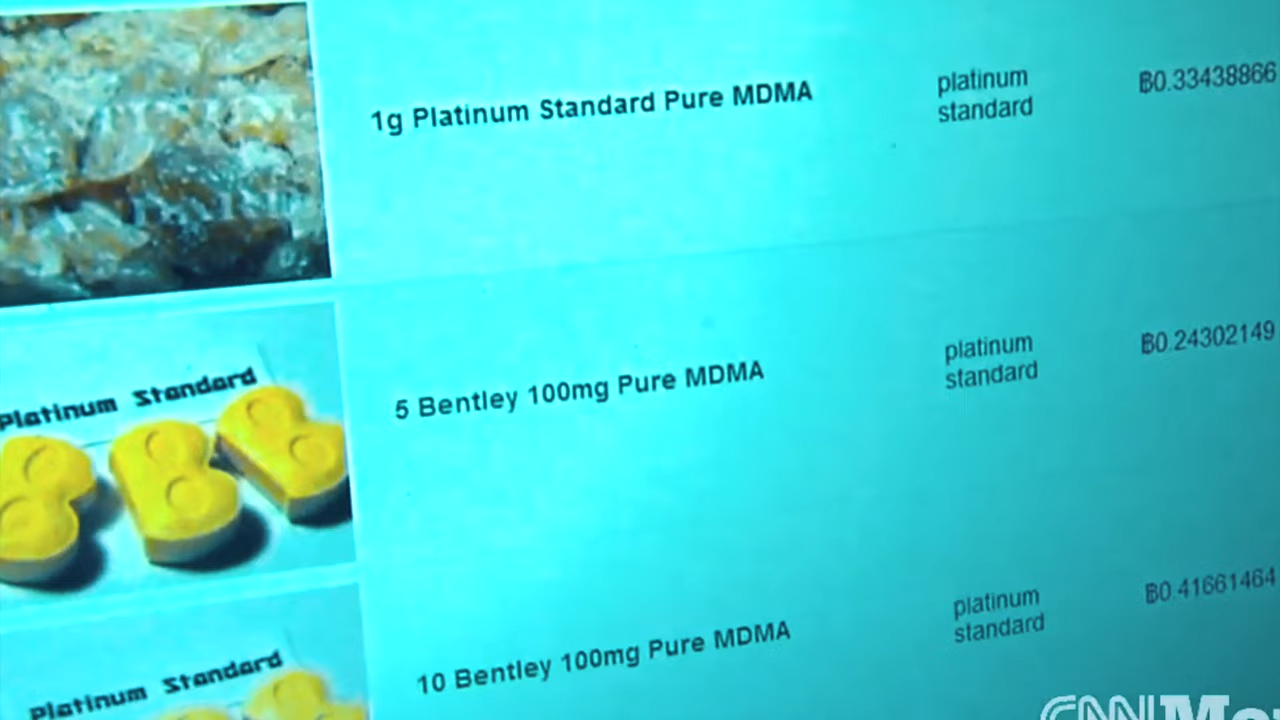 1g Platinum Standard Pure MDMA
platinum
standard
฿0.33438866
Platinum Standard
5 Bentley 100mg Pure MDMA
platinum
standard
฿0.24302149
Platinum Standard
10 Bentley 100mg Pure MDMA
platinum
standard
฿0.41661464
CNN